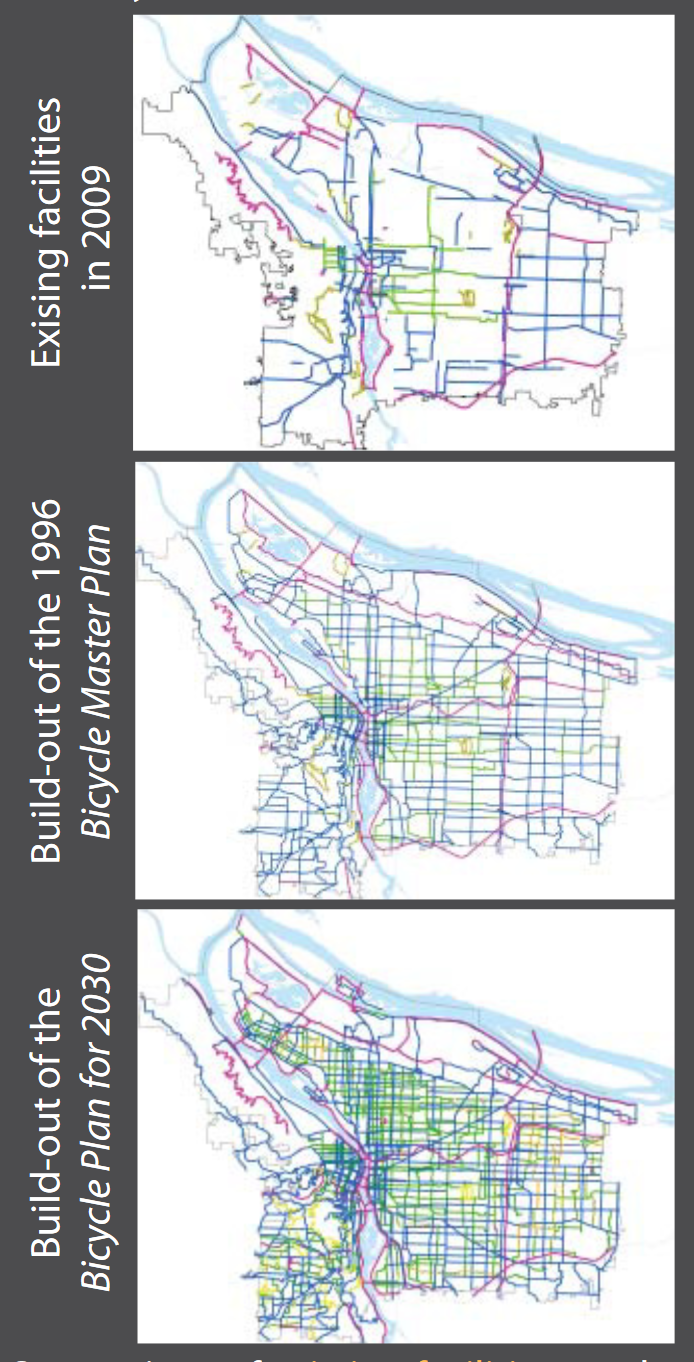 Exising facilities
in 2009
Build-out of the 1996
Bicycle Master Plan
Build-out of the
Bicycle Plan for 2030